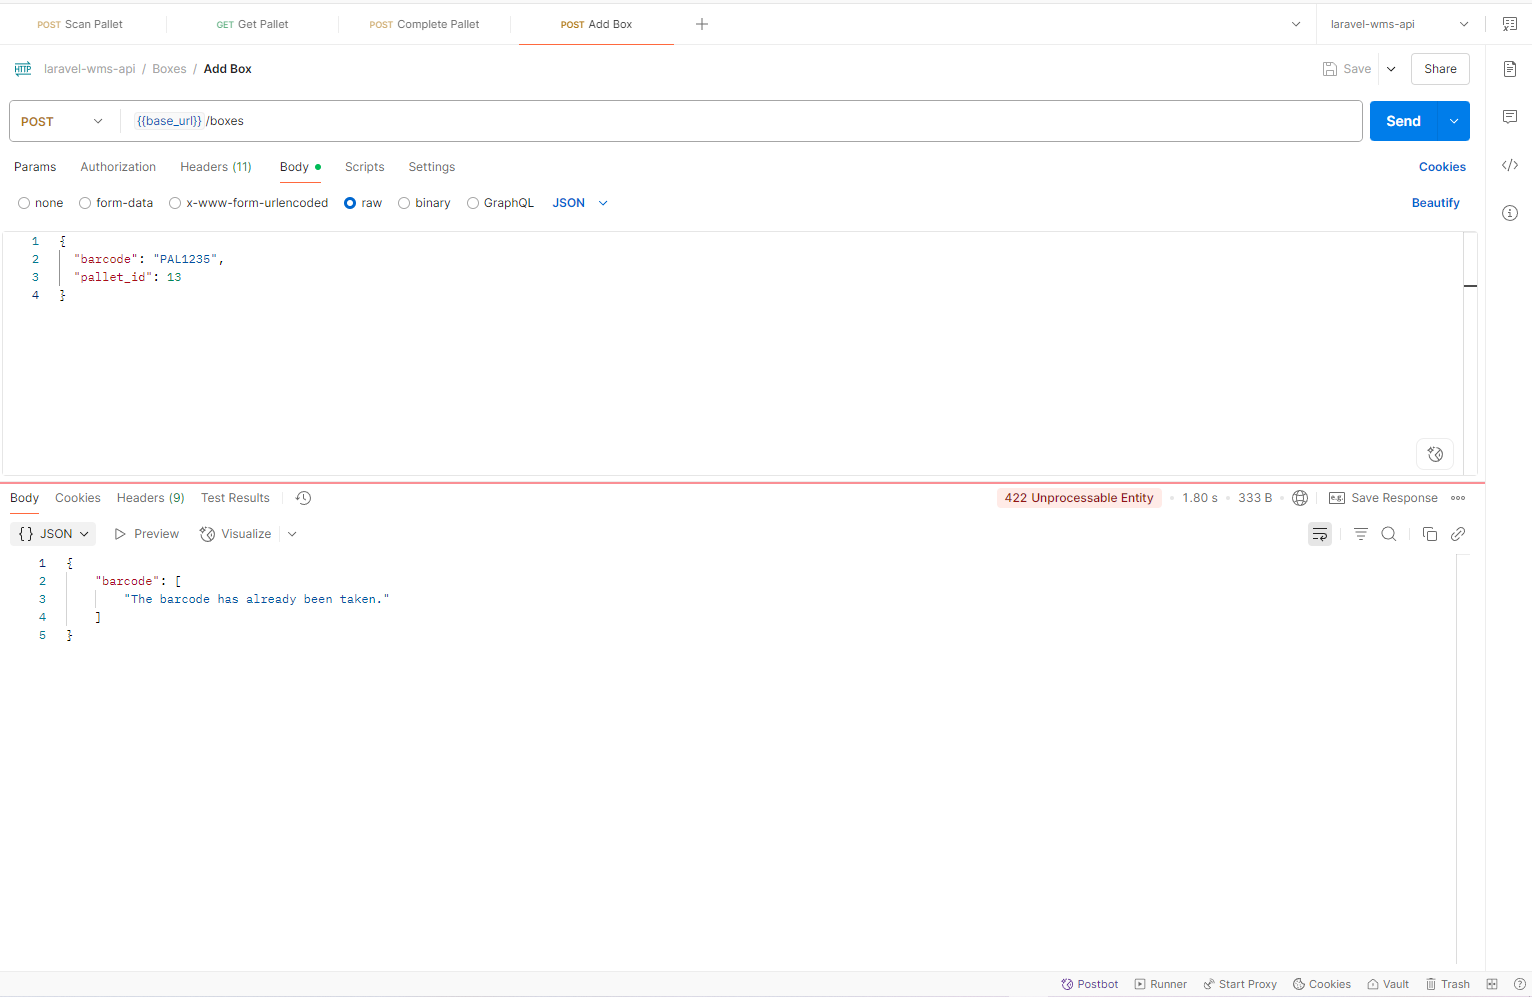 POST Scan Pallet GET Get Pallet POST Complete Pallet POST Add Box laravel-wms-api
HTTP laravel-wms-api / Boxes / Add Box Save Share
POST {{base_url}} /boxes Send
Params Authorization Headers (11) Body Scripts Settings Cookies
none form-data x-www-form-urlencoded raw binary GraphQL JSON Beautify
1 {
2 "barcode": "PAL1235",
3 "pallet_id": 13
4 }
Body Cookies Headers (9) Test Results 422 Unprocessable Entity 1.80 s 333 B e.g. Save Response
{} JSON Preview Visualize
1 {
2 "barcode": [
3 "The barcode has already been taken."
4 ]
5 }
Postbot Runner Start Proxy Cookies Vault Trash